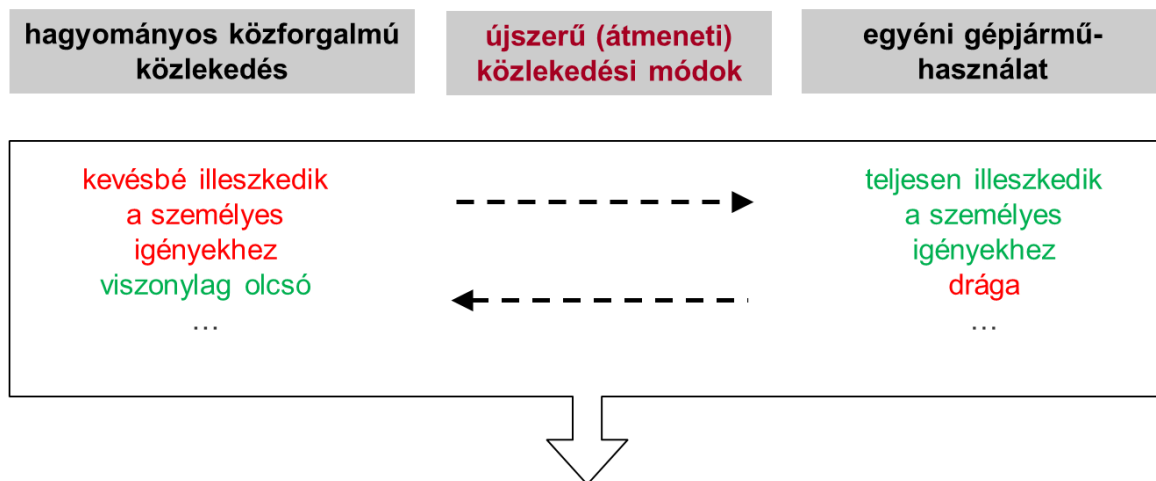 hagyományos közforgalmú
közlekedés
újszerű (átmeneti)
közlekedési módok
egyéni gépjármű-
használat
kevésbé illeszkedik
a személyes
igényekhez
viszonylag olcsó
...
teljesen illeszkedik
a személyes
igényekhez
drága
...